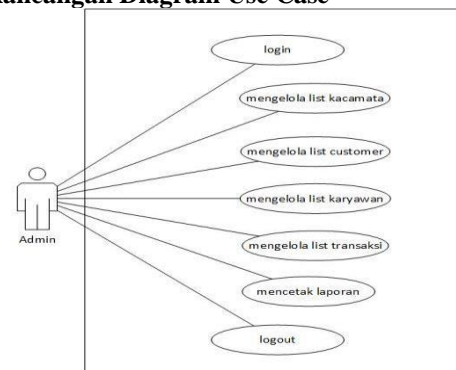 Diagram Use Case
login
mengelola list kacamata
mengelola list customer
mengelola list karyawan
Admin
mengelola list transaksi
mencetak laporan
logout